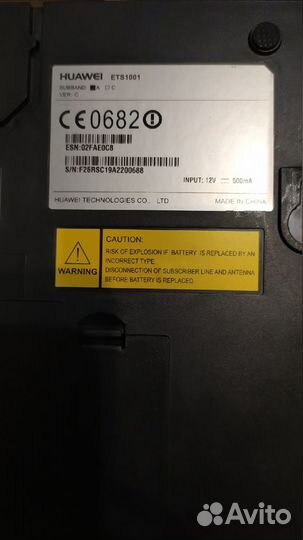 HUAWEI ETS1001
SUBBAND: ■A □C
VER: C
CE0682
ESN:02FAE0C8
S/N:F25RSC19A2200688
INPUT: 12V ⎓ 500mA
HUAWEI TECHNOLOGIES CO., LTD MADE IN CHINA
WARNING
CAUTION:
RISK OF EXPLOSION IF BATTERY IS REPLACED BY AN
INCORRECT TYPE.
DISCONNECTION OF SUBSCRIBER LINE AND ANTENNA
BEFORE BATTERY IS REPLACED.
Avito